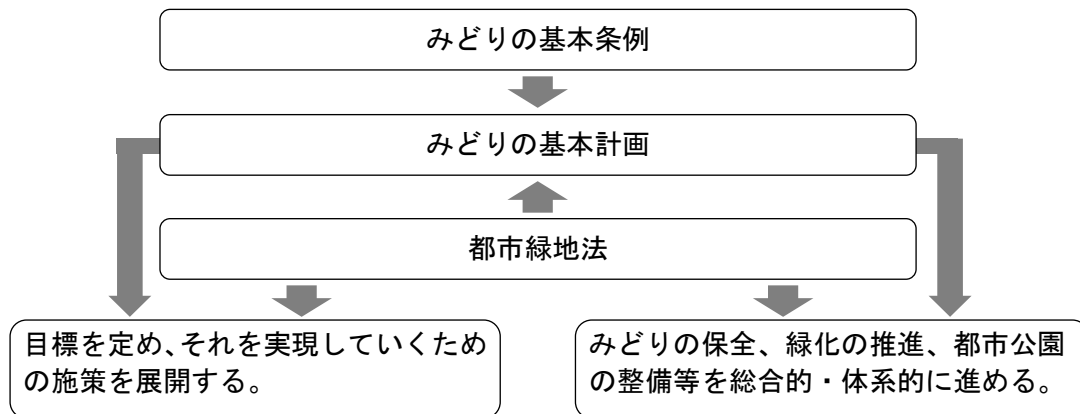 みどりの基本条例
みどりの基本計画
都市緑地法
目標を定め、それを実現していくため
の施策を展開する。
みどりの保全、緑化の推進、都市公園
の整備等を総合的・体系的に進める。